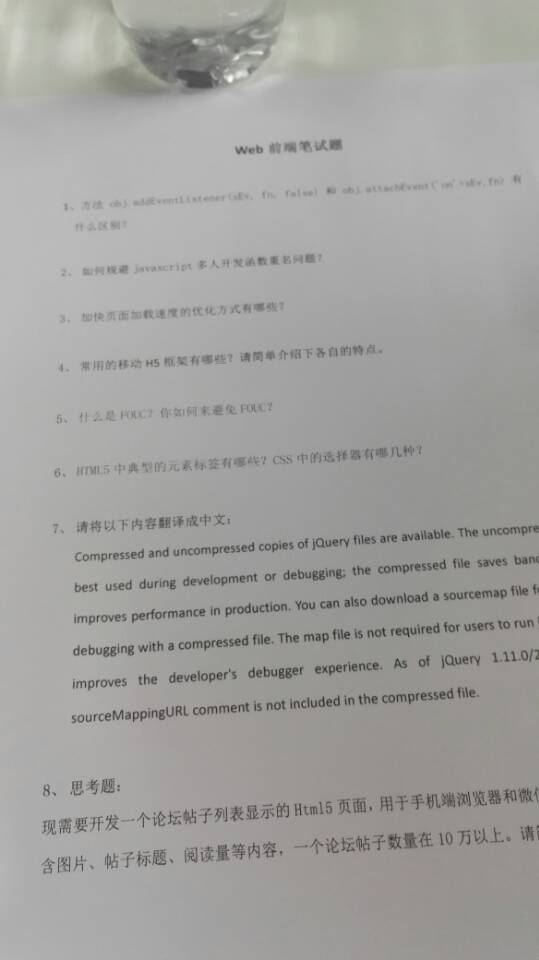 Web 前端笔试题
1、方法 obj.addEventListener(sEv, fn, false) 和 obj.attachEvent('on'+sEv,fn) 有
什么区别？
2、如何规避 javascript 多人开发函数重名问题？
3、加快页面加载速度的优化方式有哪些？
4、常用的移动 H5 框架有哪些？请简单介绍下各自的特点。
5、什么是 FOUC？你如何来避免 FOUC？
6、HTML5 中典型的元素标签有哪些？CSS 中的选择器有哪几种？
7、请将以下内容翻译成中文：
Compressed and uncompressed copies of jQuery files are available. The uncompre
best used during development or debugging; the compressed file saves band
improves performance in production. You can also download a sourcemap file f
debugging with a compressed file. The map file is not required for users to run
improves the developer's debugger experience. As of jQuery 1.11.0/2
sourceMappingURL comment is not included in the compressed file.
8、思考题：
现需要开发一个论坛帖子列表显示的 Html5 页面，用于手机端浏览器和微
含图片、帖子标题、阅读量等内容，一个论坛帖子数量在 10 万以上。请